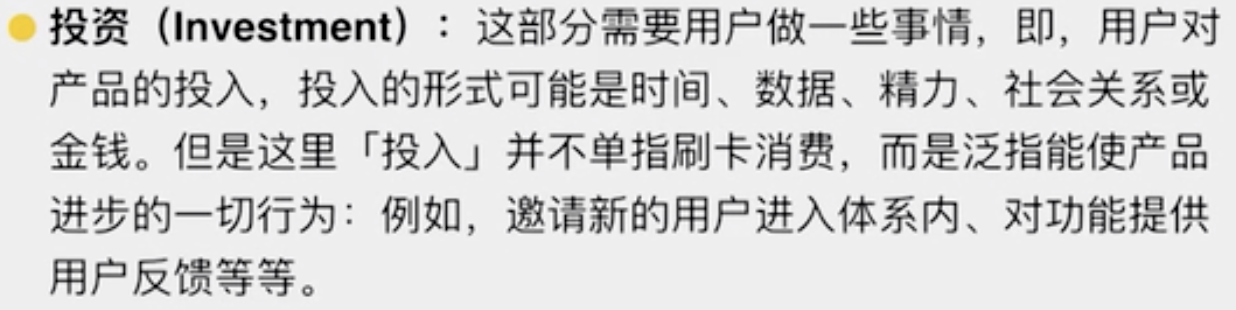 投资（Investment）：这部分需要用户做一些事情，即，用户对
产品的投入，投入的形式可能是时间、数据、精力、社会关系或
金钱。但是这里「投入」并不单指刷卡消费，而是泛指能使产品
进步的一切行为：例如，邀请新的用户进入体系内、对功能提供
用户反馈等等。